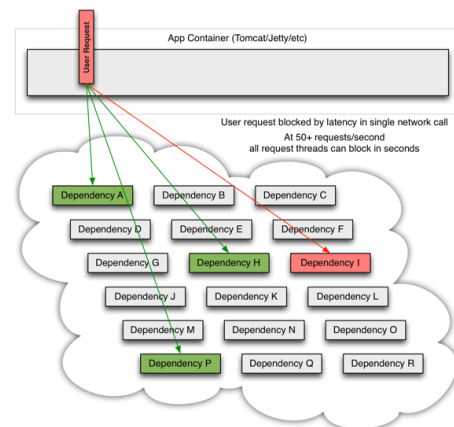 User Request
App Container (Tomcat/Jetty/etc)
User request blocked by latency in single network call
At 50+ requests/second
all request threads can block in seconds
Dependency A
Dependency B
Dependency C
Dependency D
Dependency E
Dependency F
Dependency G
Dependency H
Dependency I
Dependency J
Dependency K
Dependency L
Dependency M
Dependency N
Dependency O
Dependency P
Dependency Q
Dependency R